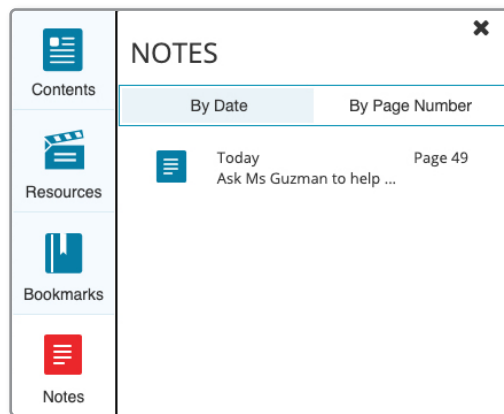 Contents
Resources
Bookmarks
Notes
NOTES
By Date By Page Number
Today Page 49
Ask Ms Guzman to help ...